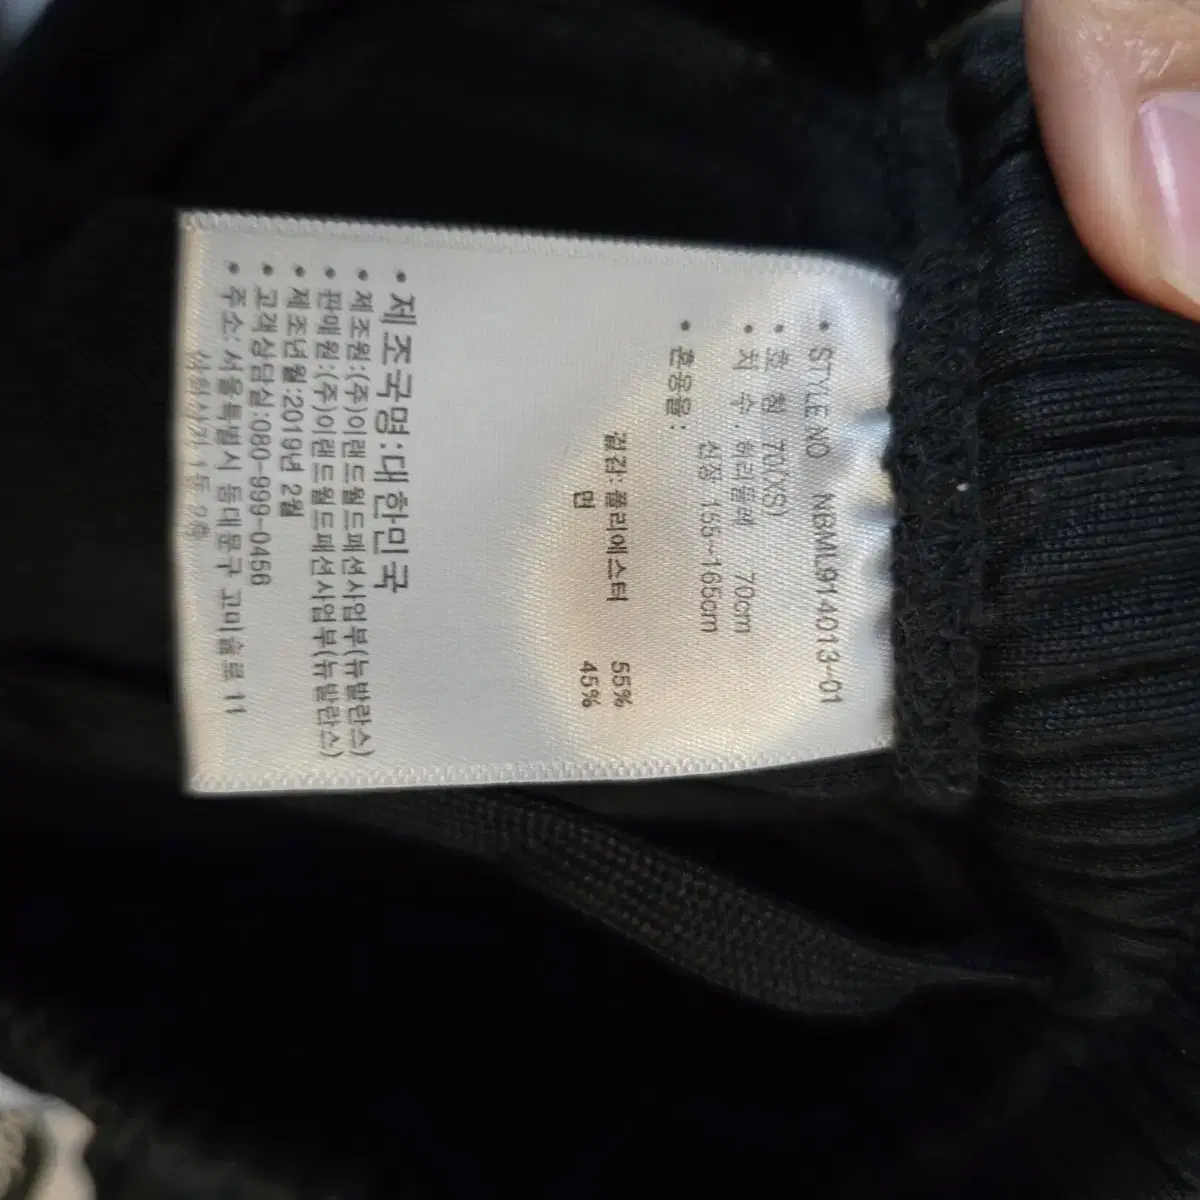 • STYLE.NO NBML914013-01
• 호 칭 70(XS)
• 치 수 : 허리둘레 70cm
신장 155~165cm
• 혼용율:
겉감: 폴리에스터 55%
면 45%
• 제조국명:대한민국
• 제조원:(주)이랜드월드패션사업부(뉴발란스)
• 판매원:(주)이랜드월드패션사업부(뉴발란스)
• 제조년월:2019년 2월
• 고객상담실:080-999-0456
• 주소: 서울특별시 동대문구 고미술로 11